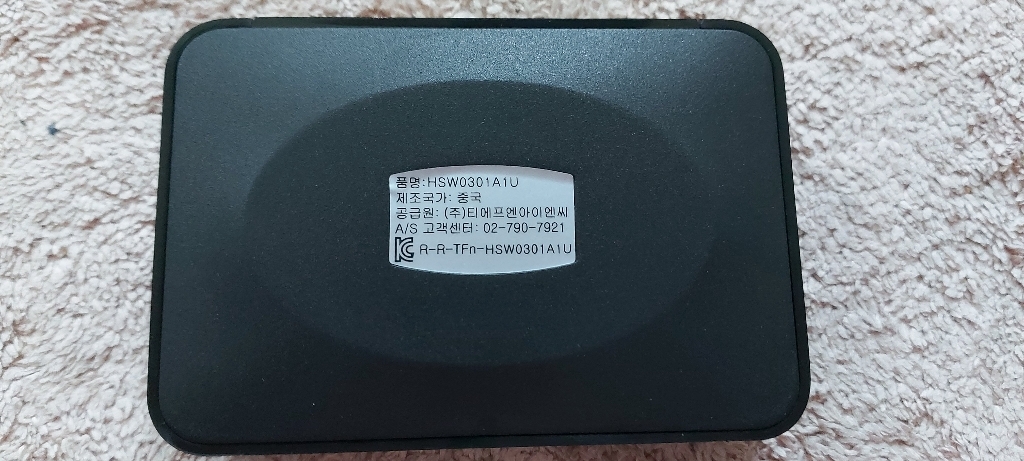 품명:HSW0301A1U
제조국가: 중국
공급원: (주)티에프엔아이엔씨
A/S 고객센터: 02-790-7921
R-R-TFn-HSW0301A1U